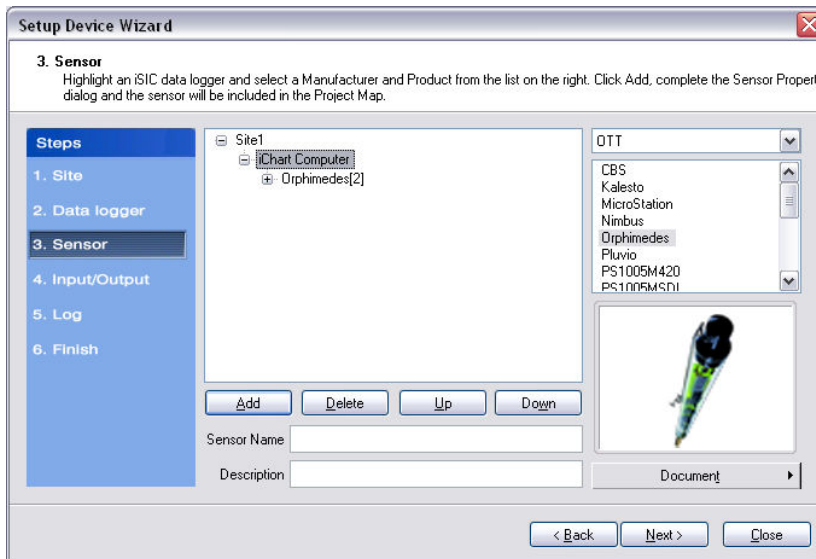 Setup Device Wizard
3. Sensor
Highlight an iSIC data logger and select a Manufacturer and Product from the list on the right. Click Add, complete the Sensor Propert
dialog and the sensor will be included in the Project Map.
Steps
1. Site
2. Data logger
3. Sensor
4. Input/Output
5. Log
6. Finish
Site1
iChart Computer
Orphimedes[2]
OTT
CBS
Kalesto
MicroStation
Nimbus
Orphimedes
Pluvio
PS1005M420
PS1005MSDI
Add
Delete
Up
Down
Sensor Name
Description
Document
< Back
Next >
Close